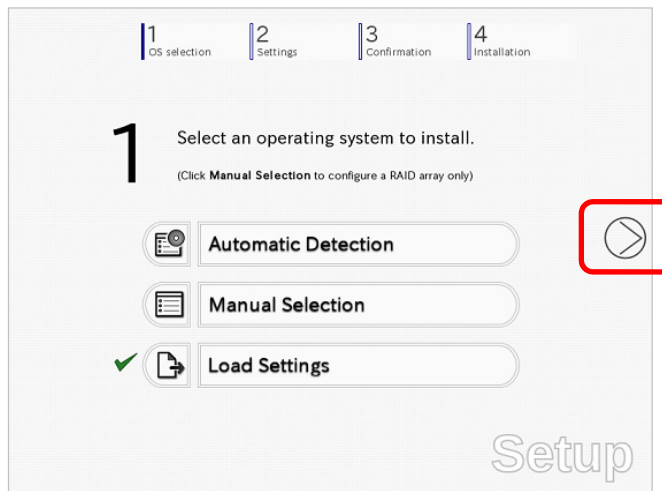 1
OS selection
2
Settings
3
Confirmation
4
Installation
1
Select an operating system to install.
(Click Manual Selection to configure a RAID array only)
Automatic Detection
Manual Selection
Load Settings
Setup